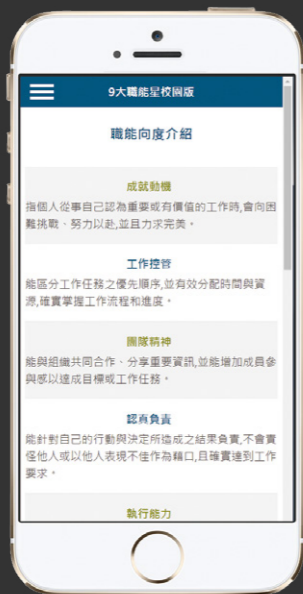 9大職能星校園版
職能向度介紹
成就動機
指個人從事自己認為重要或有價值的工作時,會向困
難挑戰、努力以赴,並且力求完美。
工作控管
能區分工作任務之優先順序,並有效分配時間與資
源,確實掌握工作流程和進度。
團隊精神
能與組織共同合作、分享重要資訊,並能增加成員參
與感以達成目標或工作任務。
認真負責
能針對自己的行動與決定所造成之結果負責,不會責
怪他人或以他人表現不佳作為藉口,且確實達到工作
要求。
執行能力